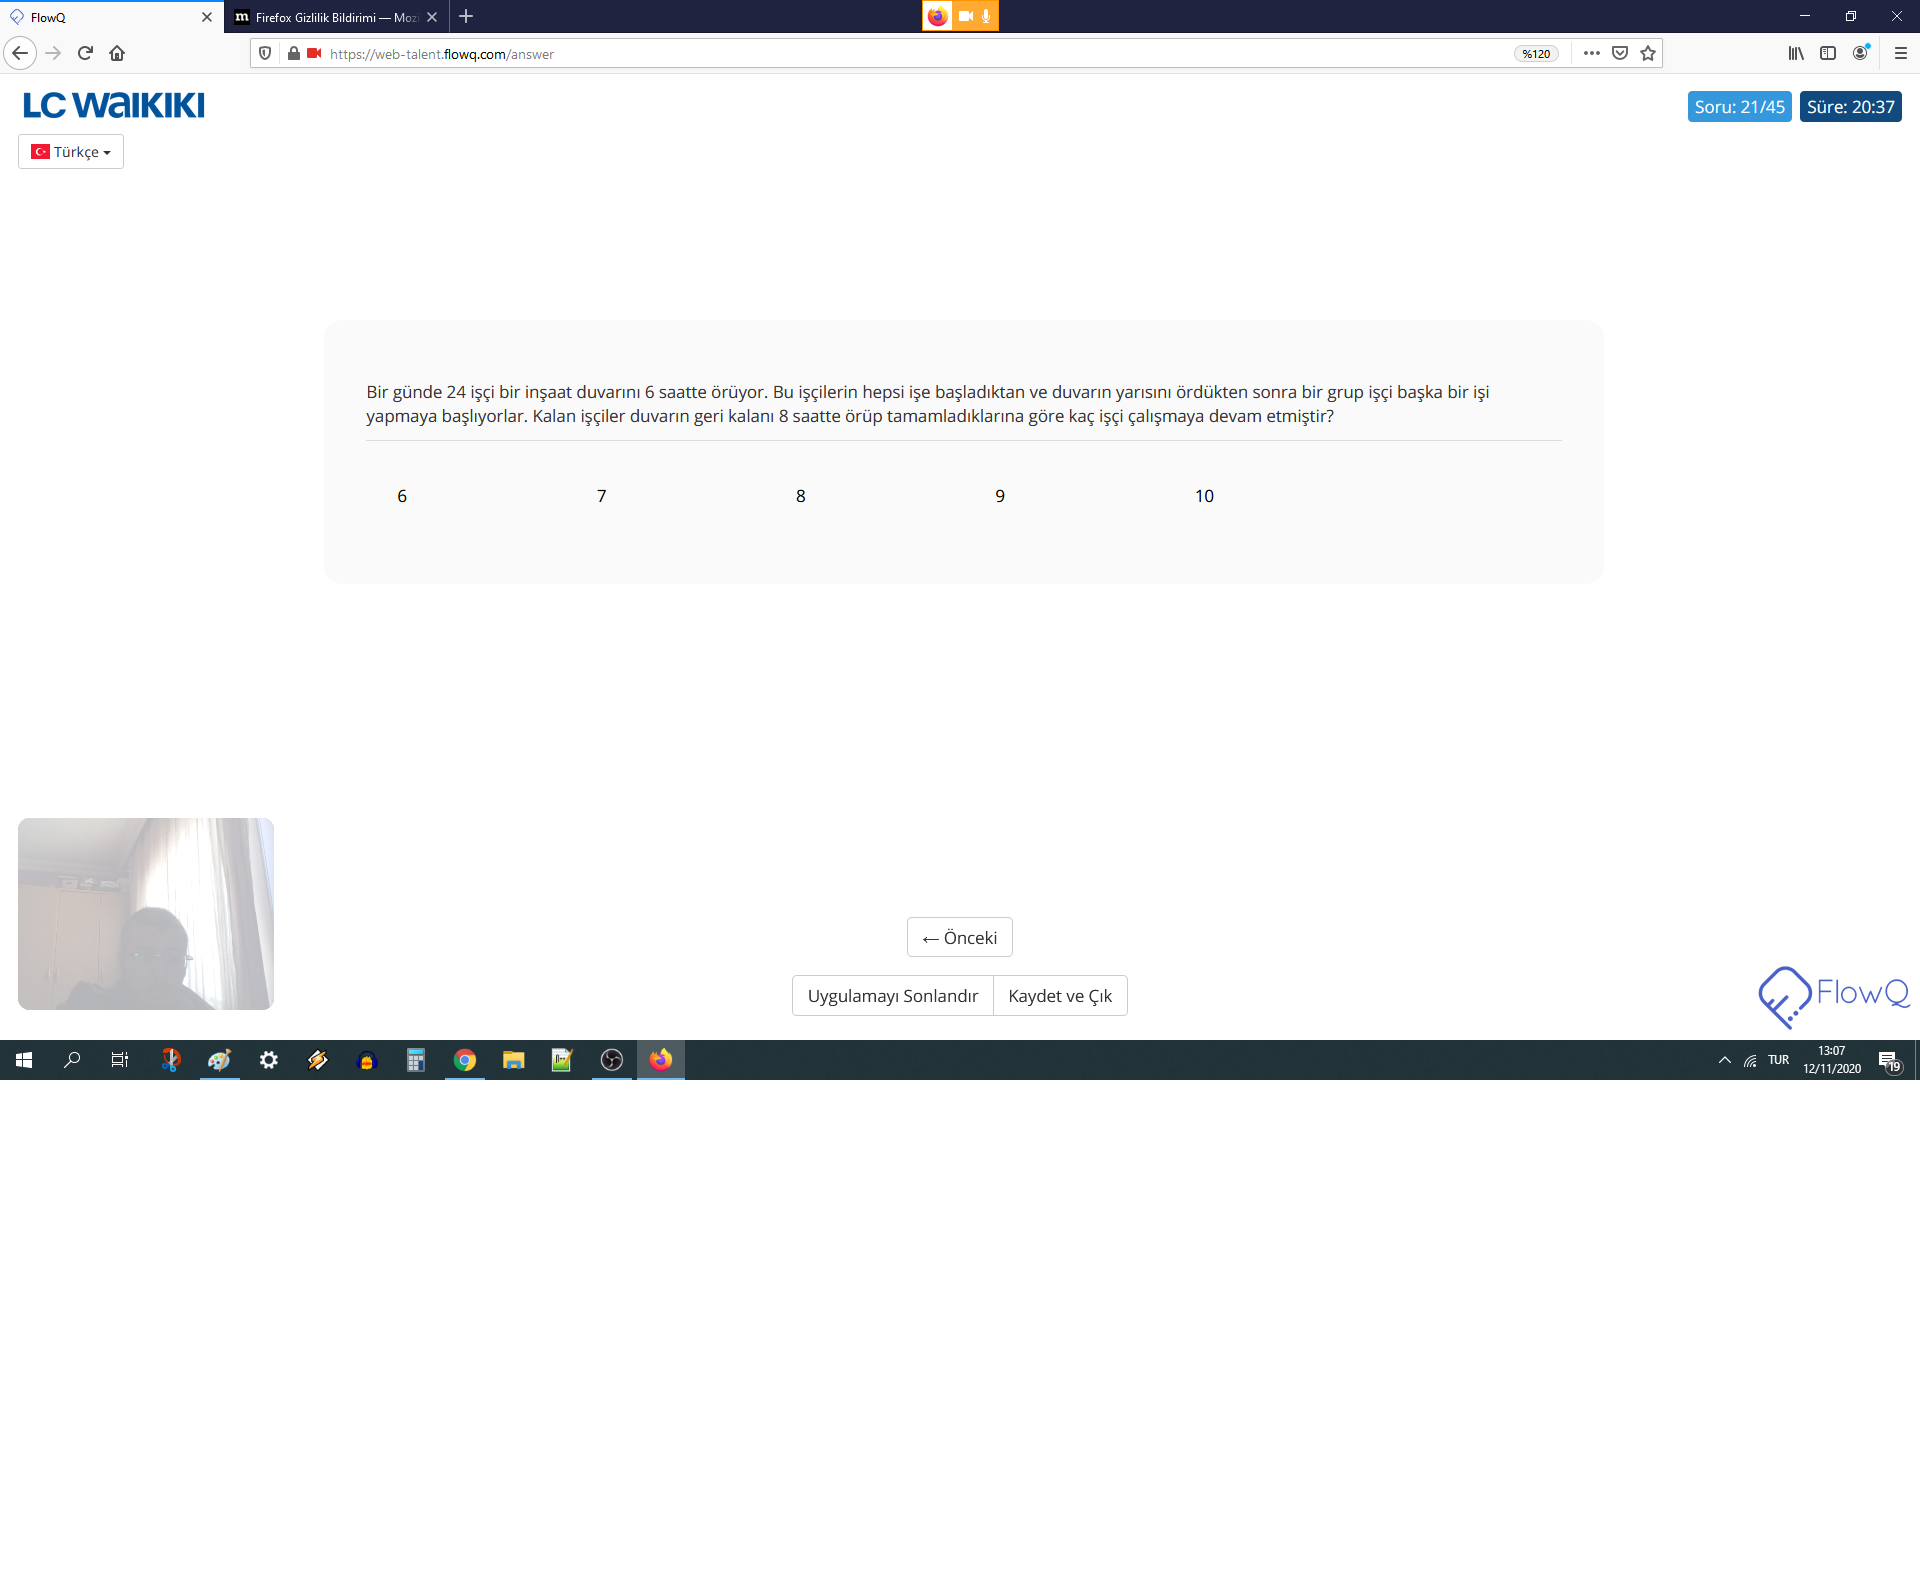 FlowQ
Firefox Gizlilik Bildirimi — Mozi
https://web-talent.flowq.com/answer
%120
LC WAIKIKI
Soru: 21/45
Süre: 20:37
Türkçe
Bir günde 24 işçi bir inşaat duvarını 6 saatte örüyor. Bu işçilerin hepsi işe başladıktan ve duvarın yarısını ördükten sonra bir grup işçi başka bir işi
yapmaya başlıyorlar. Kalan işçiler duvarın geri kalanı 8 saatte örüp tamamladıklarına göre kaç işçi çalışmaya devam etmiştir?
6 7 8 9 10
← Önceki
Uygulamayı Sonlandır
Kaydet ve Çık
FlowQ
TUR
13:07
12/11/2020
19